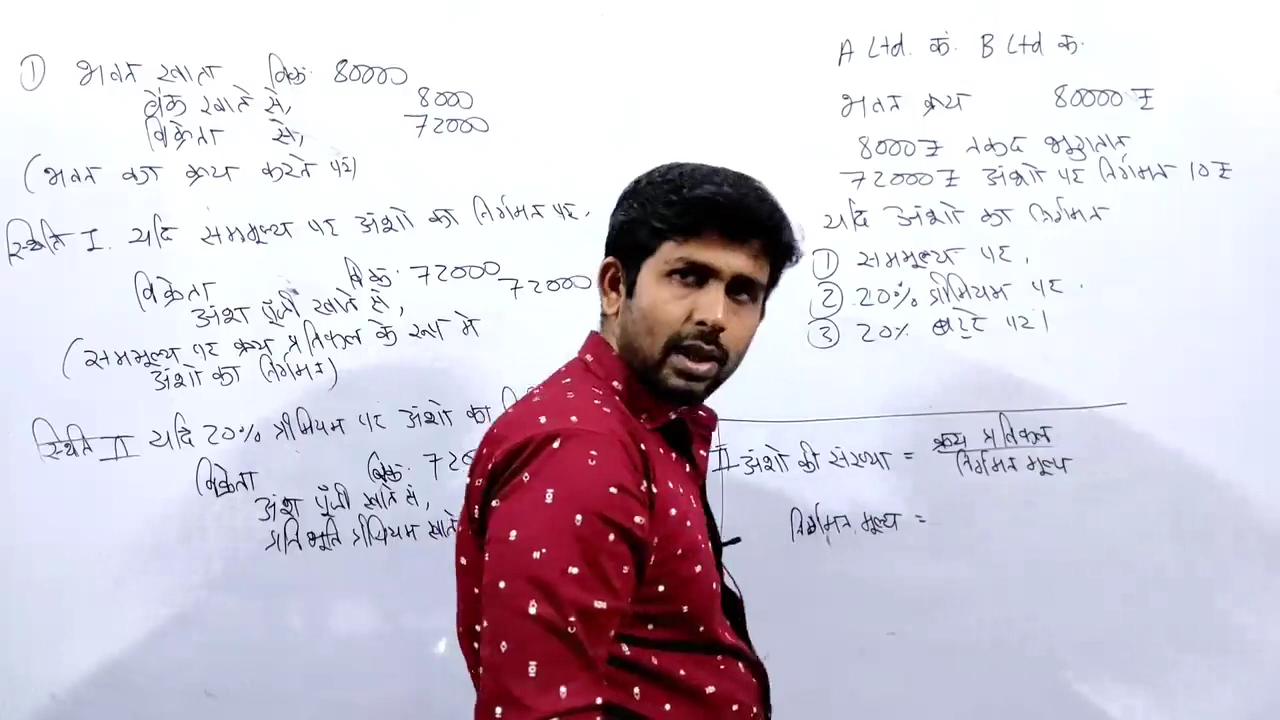 ① भवन खाता विक. 80000
बैंक खाते से, 8000
विक्रेता से, 72000
(भवन का क्रय करने पर)
स्थिति I. यदि सममूल्य पर अंशो का निर्गमन पर,
विक्रेता विक. 72000
अंश पूँजी खाते से, 72000
(सममूल्य पर क्रय प्रतिफल के रूप मे
अंशो का निर्गमन)
स्थिति II यदि 20% प्रीमियम पर अंशो का
विक्रेता विक. 72
अंश पूँजी खाते से,
प्रतिभूति प्रीमियम खाते
A Ltd. कं. B Ltd क.
भवन क्रय 80000 ₹
8000₹ नकद भुगतान
72000₹ अंशो पर निर्गमन 10₹
यदि अंशो का निर्गमन
① सममूल्य पर.
② 20% प्रीमियम पर.
③ 20% बट्टे पर।
II अंशो की संख्या = क्रय प्रतिफल
निर्गमन मूल्य
निर्गमन मूल्य =